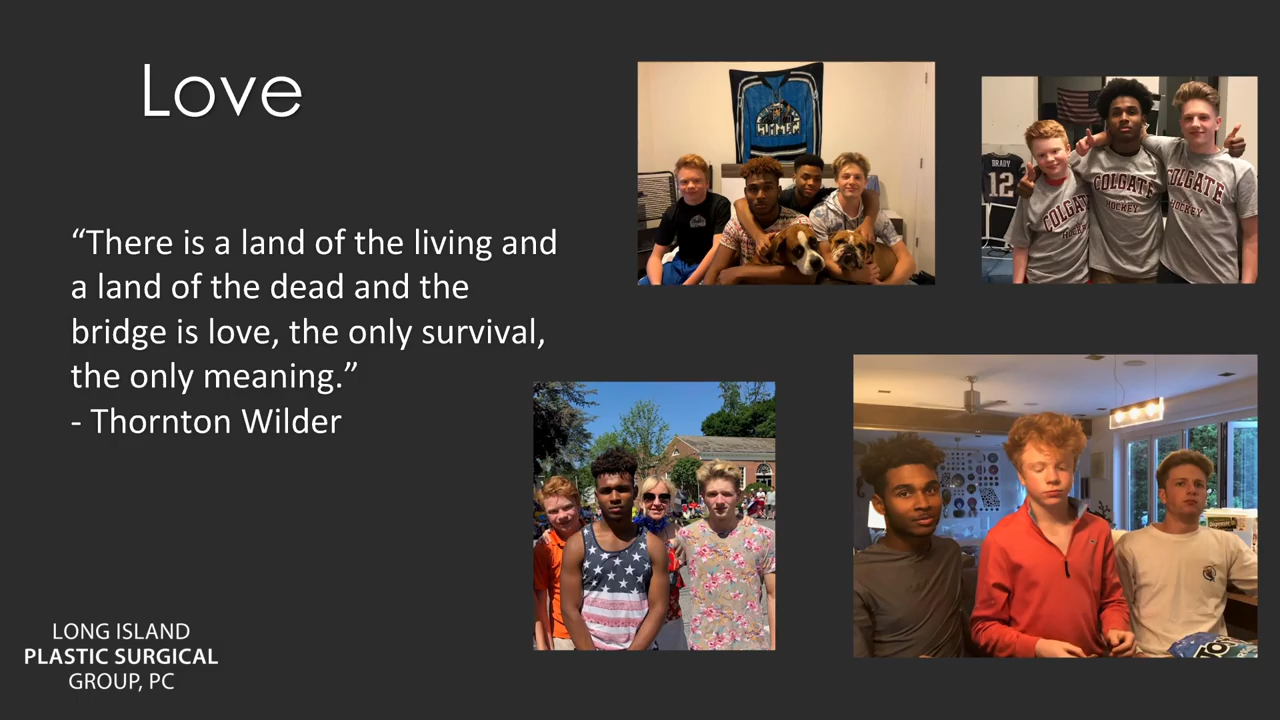 Love
“There is a land of the living and
a land of the dead and the
bridge is love, the only survival,
the only meaning.”
- Thornton Wilder
LONG ISLAND
PLASTIC SURGICAL
GROUP, PC
SUMMER
BRADY
12
COLGATE
HOCKEY
COLGATE
HOCKEY
COLGATE
HOCKEY